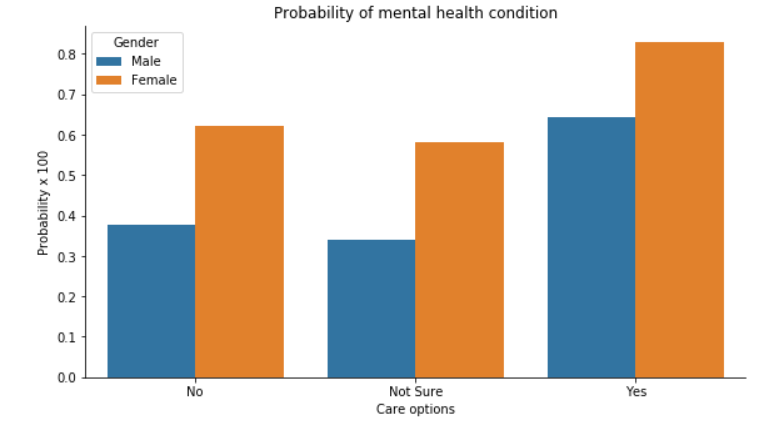 Probability of mental health condition
Gender
Male
Female
Probability x 100
0.8
0.7
0.6
0.5
0.4
0.3
0.2
0.1
0.0
No Not Sure Yes
Care options